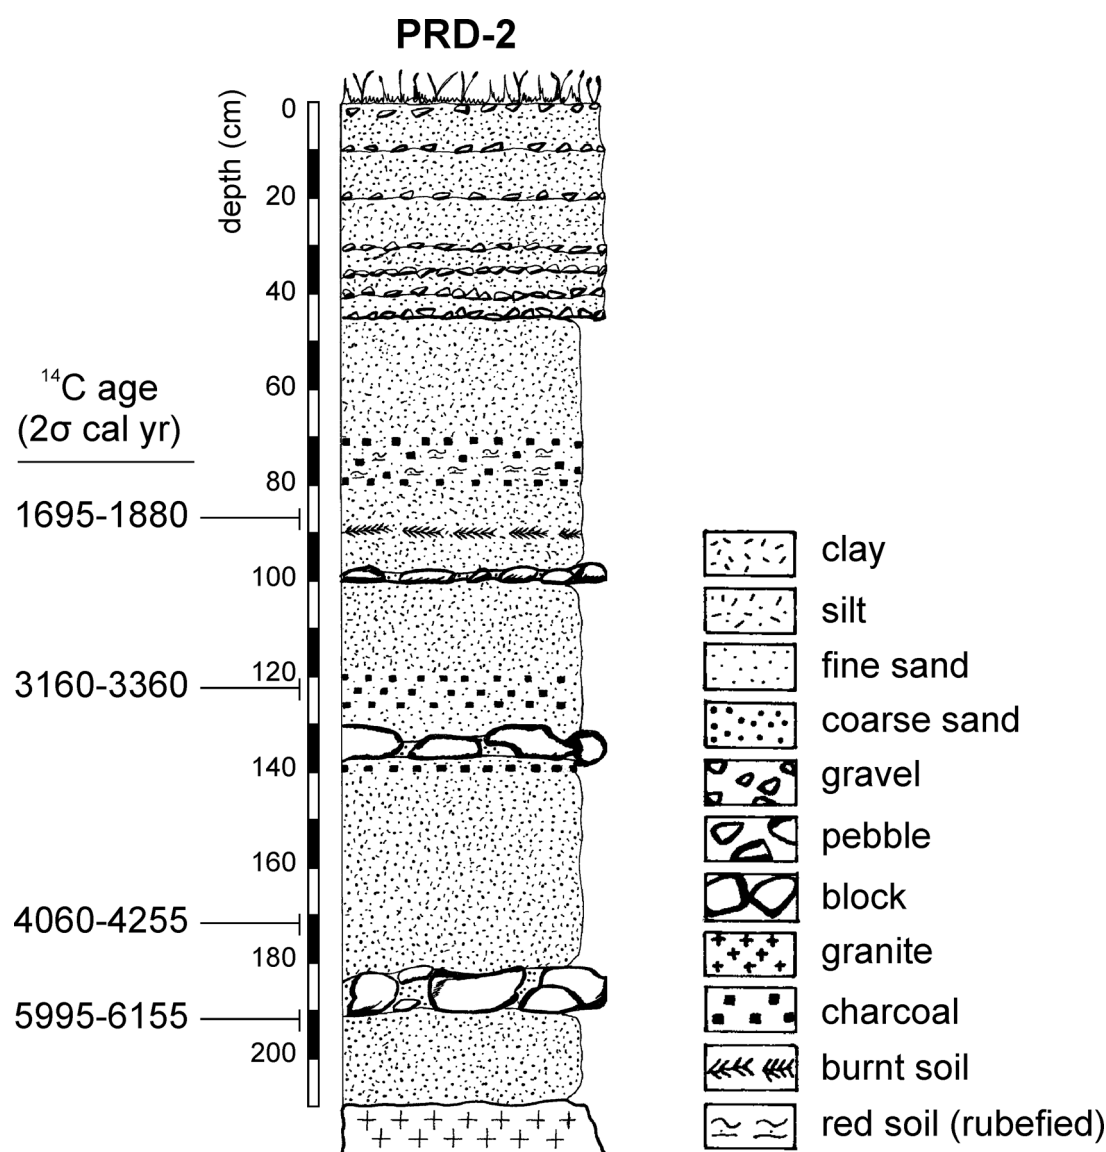 PRD-2
depth (cm)
0
20
40
60
80
100
120
140
160
180
200
¹⁴C age
(2σ cal yr)
1695-1880
3160-3360
4060-4255
5995-6155
clay
silt
fine sand
coarse sand
gravel
pebble
block
granite
charcoal
burnt soil
red soil (rubefied)